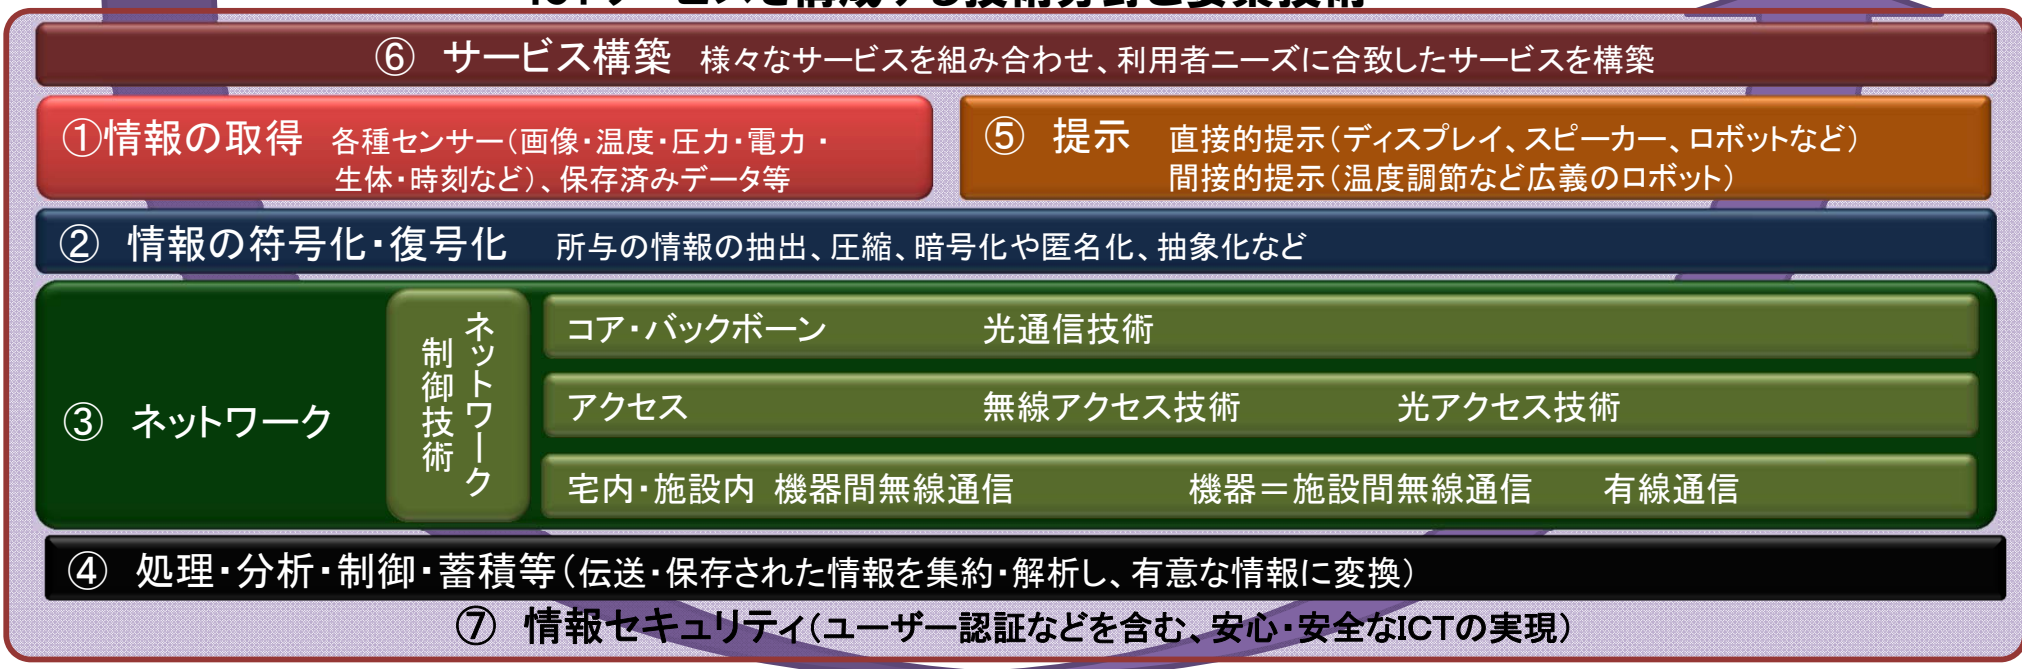 ⑥ サービス構築 様々なサービスを組み合わせ、利用者ニーズに合致したサービスを構築
①情報の取得 各種センサー(画像・温度・圧力・電力・
生体・時刻など)、保存済みデータ等
⑤ 提示 直接的提示(ディスプレイ、スピーカー、ロボットなど)
間接的提示(温度調節など広義のロボット)
② 情報の符号化・復号化 所与の情報の抽出、圧縮、暗号化や匿名化、抽象化など
③ ネットワーク
ネットワーク
制御技術
コア・バックボーン 光通信技術
アクセス 無線アクセス技術 光アクセス技術
宅内・施設内 機器間無線通信 機器=施設間無線通信 有線通信
④ 処理・分析・制御・蓄積等(伝送・保存された情報を集約・解析し、有意な情報に変換)
⑦ 情報セキュリティ(ユーザー認証などを含む、安心・安全なICTの実現)